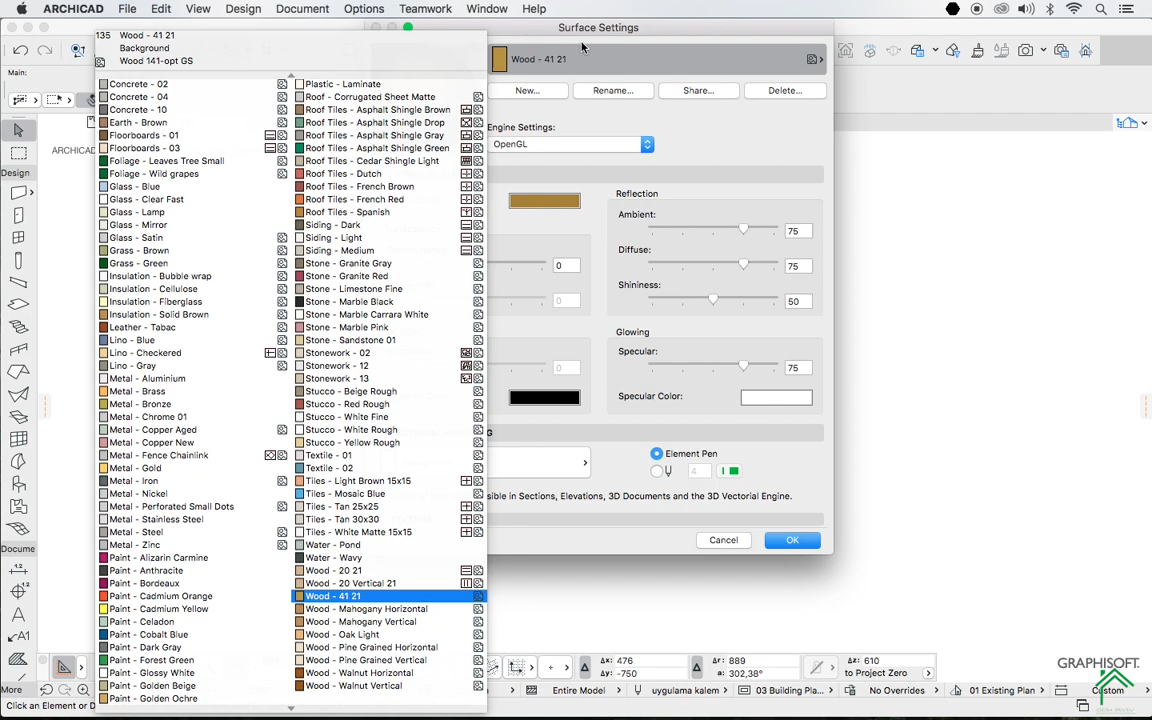 ARCHICAD File Edit View Design Document Options Teamwork Window Help
Surface Settings
135 Wood - 41 21
Background
Wood 141-opt GS
Wood - 41 21
New... Rename... Share... Delete...
Main:
Engine Settings:
OpenGL
ARCHICAD
Design
Docume
More
Concrete - 02
Concrete - 04
Concrete - 10
Earth - Brown
Floorboards - 01
Floorboards - 03
Foliage - Leaves Tree Small
Foliage - Wild grapes
Glass - Blue
Glass - Clear Fast
Glass - Lamp
Glass - Mirror
Glass - Satin
Grass - Brown
Grass - Green
Insulation - Bubble wrap
Insulation - Cellulose
Insulation - Fiberglass
Insulation - Solid Brown
Leather - Tabac
Lino - Blue
Lino - Checkered
Lino - Gray
Metal - Aluminium
Metal - Brass
Metal - Bronze
Metal - Chrome 01
Metal - Copper Aged
Metal - Copper New
Metal - Fence Chainlink
Metal - Gold
Metal - Iron
Metal - Nickel
Metal - Perforated Small Dots
Metal - Stainless Steel
Metal - Steel
Metal - Zinc
Paint - Alizarin Carmine
Paint - Anthracite
Paint - Bordeaux
Paint - Cadmium Orange
Paint - Cadmium Yellow
Paint - Celadon
Paint - Cobalt Blue
Paint - Dark Gray
Paint - Forest Green
Paint - Glossy White
Paint - Golden Beige
Paint - Golden Ochre
Plastic - Laminate
Roof - Corrugated Sheet Matte
Roof Tiles - Asphalt Shingle Brown
Roof Tiles - Asphalt Shingle Drop
Roof Tiles - Asphalt Shingle Gray
Roof Tiles - Asphalt Shingle Green
Roof Tiles - Cedar Shingle Light
Roof Tiles - Dutch
Roof Tiles - French Brown
Roof Tiles - French Red
Roof Tiles - Spanish
Siding - Dark
Siding - Light
Siding - Medium
Stone - Granite Gray
Stone - Granite Red
Stone - Limestone Fine
Stone - Marble Black
Stone - Marble Carrara White
Stone - Marble Pink
Stone - Sandstone 01
Stonework - 02
Stonework - 12
Stonework - 13
Stucco - Beige Rough
Stucco - Red Rough
Stucco - White Fine
Stucco - White Rough
Stucco - Yellow Rough
Textile - 01
Textile - 02
Tiles - Light Brown 15x15
Tiles - Mosaic Blue
Tiles - Tan 25x25
Tiles - Tan 30x30
Tiles - White Matte 15x15
Water - Pond
Water - Wavy
Wood - 20 21
Wood - 20 Vertical 21
Wood - 41 21
Wood - Mahogany Horizontal
Wood - Mahogany Vertical
Wood - Oak Light
Wood - Pine Grained Horizontal
Wood - Pine Grained Vertical
Wood - Walnut Horizontal
Wood - Walnut Vertical
0
0
0
Reflection
Ambient:
75
Diffuse:
75
Shininess:
50
Glowing
Specular:
75
Specular Color:
G
Element Pen
4
sible in Sections, Elevations, 3D Documents and the 3D Vectorial Engine.
Cancel OK
Δx: 476
Δy: -750
Δr: 889
a: 302,38°
Δz: 610
to Project Zero
Entire Model uygulama kalem 03 Building Pla... No Overrides 01 Existing Plan Custom
Click an Element or D
GRAPHISOFT.